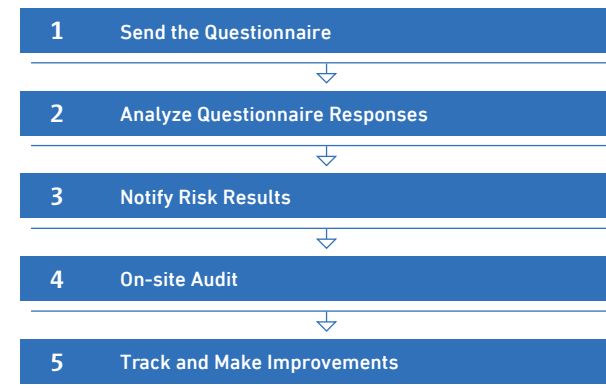 1 Send the Questionnaire
2 Analyze Questionnaire Responses
3 Notify Risk Results
4 On-site Audit
5 Track and Make Improvements